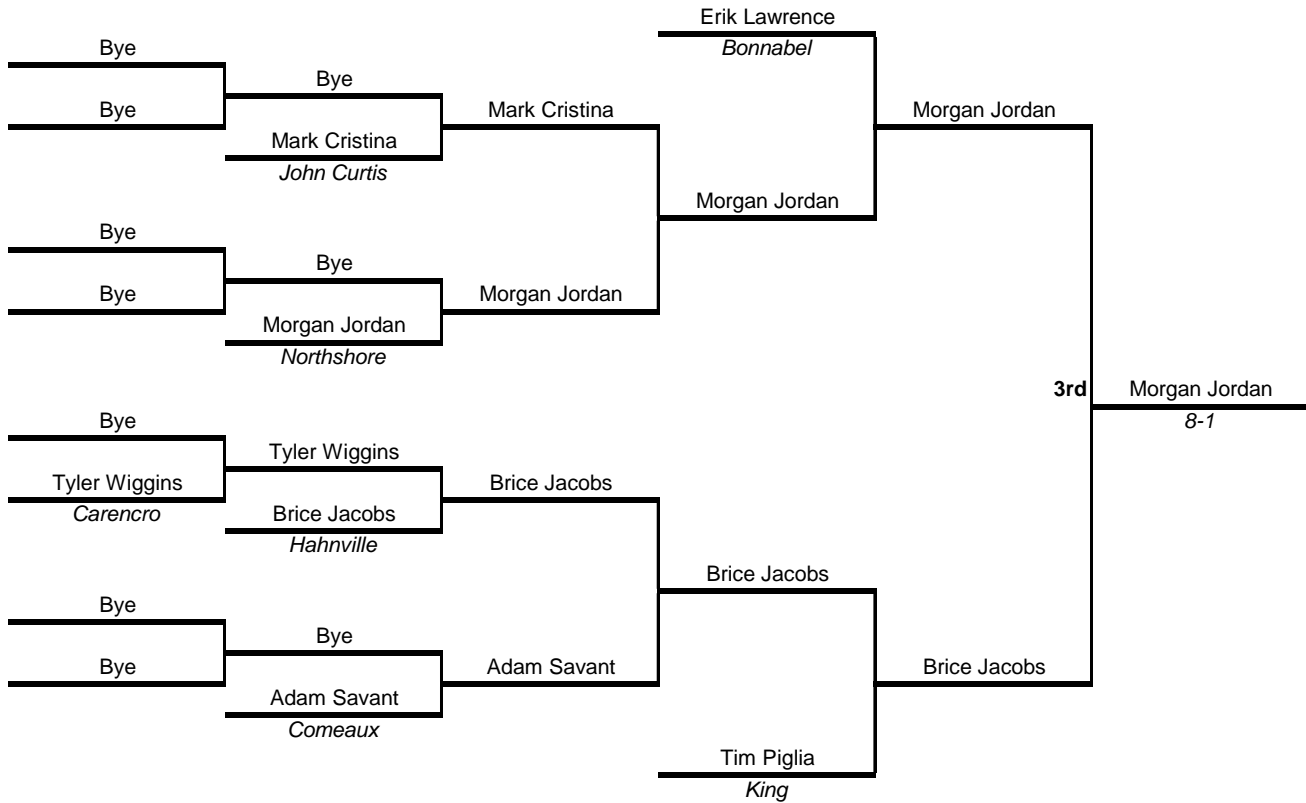 Erik Lawrence
Bonnabel
Bye
Bye
Bye
Mark Cristina
Morgan Jordan
Mark Cristina
John Curtis
Morgan Jordan
Bye
Bye
Bye
Morgan Jordan
Morgan Jordan
Northshore
3rd
Morgan Jordan
8-1
Bye
Tyler Wiggins
Tyler Wiggins
Carencro
Brice Jacobs
Brice Jacobs
Hahnville
Brice Jacobs
Bye
Bye
Bye
Adam Savant
Brice Jacobs
Adam Savant
Comeaux
Tim Piglia
King